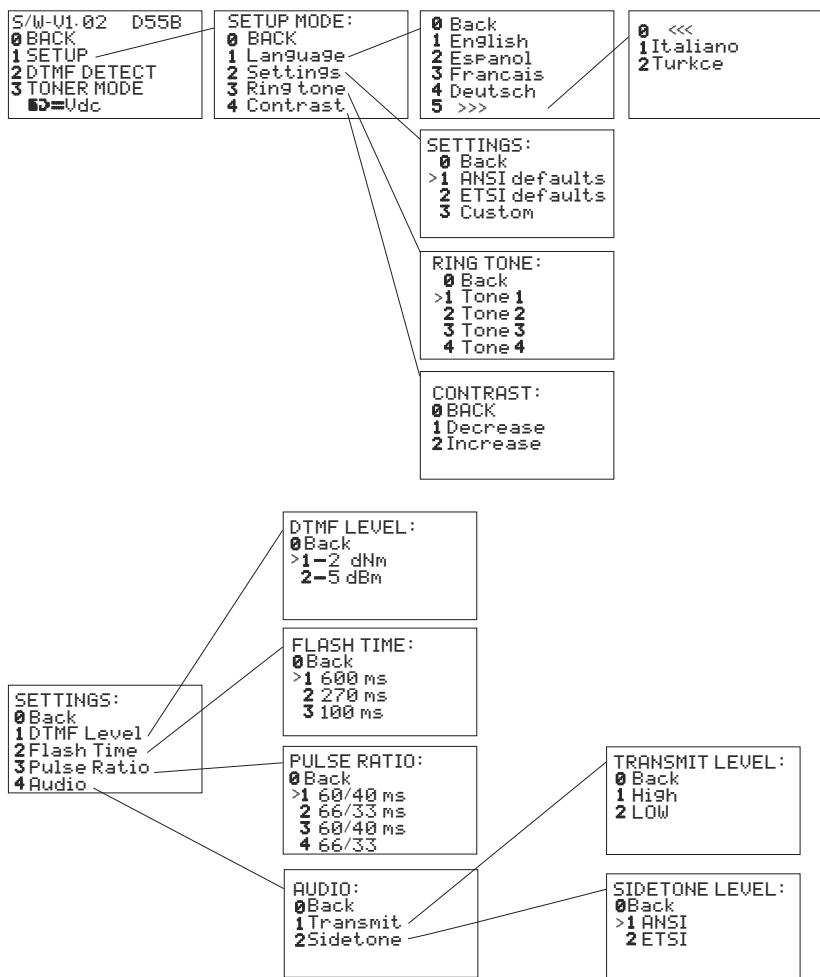 S/W-V1.02 D55B
0 BACK
1 SETUP
2 DTMF DETECT
3 TONER MODE
=Vdc
SETUP MODE:
0 BACK
1 Language
2 Settings
3 Ring tone
4 Contrast
0 Back
1 English
2 Espanol
3 Francais
4 Deutsch
5 >>>
0 <<<
1 Italiano
2 Turkce
SETTINGS:
0 Back
>1 ANSI defaults
2 ETSI defaults
3 Custom
RING TONE:
0 Back
>1 Tone 1
2 Tone 2
3 Tone 3
4 Tone 4
CONTRAST:
0 BACK
1 Decrease
2 Increase
DTMF LEVEL:
0 Back
>1-2 dNm
2-5 dBm
FLASH TIME:
0 Back
>1 600 ms
2 270 ms
3 100 ms
SETTINGS:
0 Back
1 DTMF Level
2 Flash Time
3 Pulse Ratio
4 Audio
PULSE RATIO:
0 Back
>1 60/40 ms
2 66/33 ms
3 60/40 ms
4 66/33
TRANSMIT LEVEL:
0 Back
1 High
2 LOW
AUDIO:
0 Back
1 Transmit
2 Sidetone
SIDETONE LEVEL:
0 Back
>1 ANSI
2 ETSI